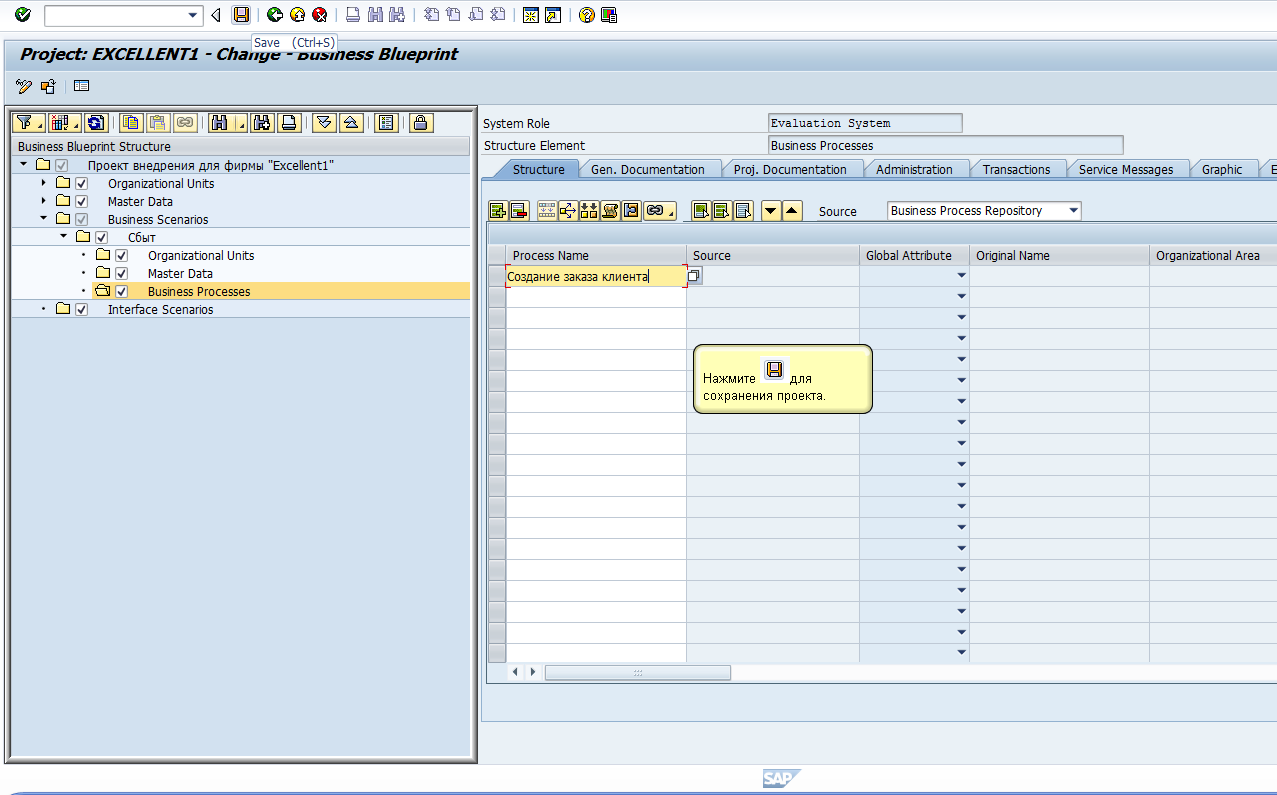 Save (Ctrl+S)
Project: EXCELLENT1 - Change - Business Blueprint
Business Blueprint Structure
Проект внедрения для фирмы "Excellent1"
Organizational Units
Master Data
Business Scenarios
Сбыт
Organizational Units
Master Data
Business Processes
Interface Scenarios
System Role Evaluation System
Structure Element Business Processes
Structure Gen. Documentation Proj. Documentation Administration Transactions Service Messages Graphic E
Source Business Process Repository
Process Name Source Global Attribute Original Name Organizational Area
Создание заказа клиента
Нажмите для
сохранения проекта.
SAP